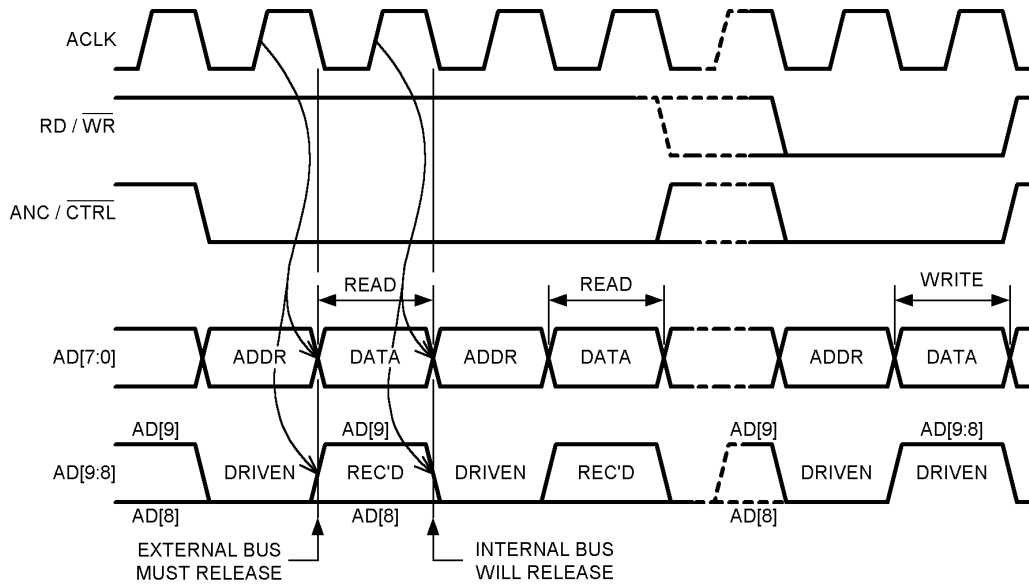 ACLK
RD / WR
ANC / CTRL
READ READ WRITE
AD[7:0] ADDR DATA ADDR DATA ADDR DATA
AD[9] AD[9] AD[9] AD[9:8]
AD[9:8] DRIVEN REC'D DRIVEN REC'D DRIVEN DRIVEN
AD[8] AD[8] AD[8]
EXTERNAL BUS INTERNAL BUS
MUST RELEASE WILL RELEASE